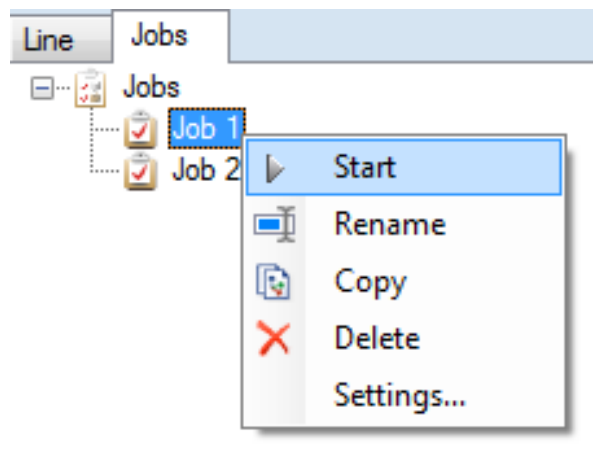 Line Jobs
Jobs
Job 1
Job 2
Start
Rename
Copy
Delete
Settings...